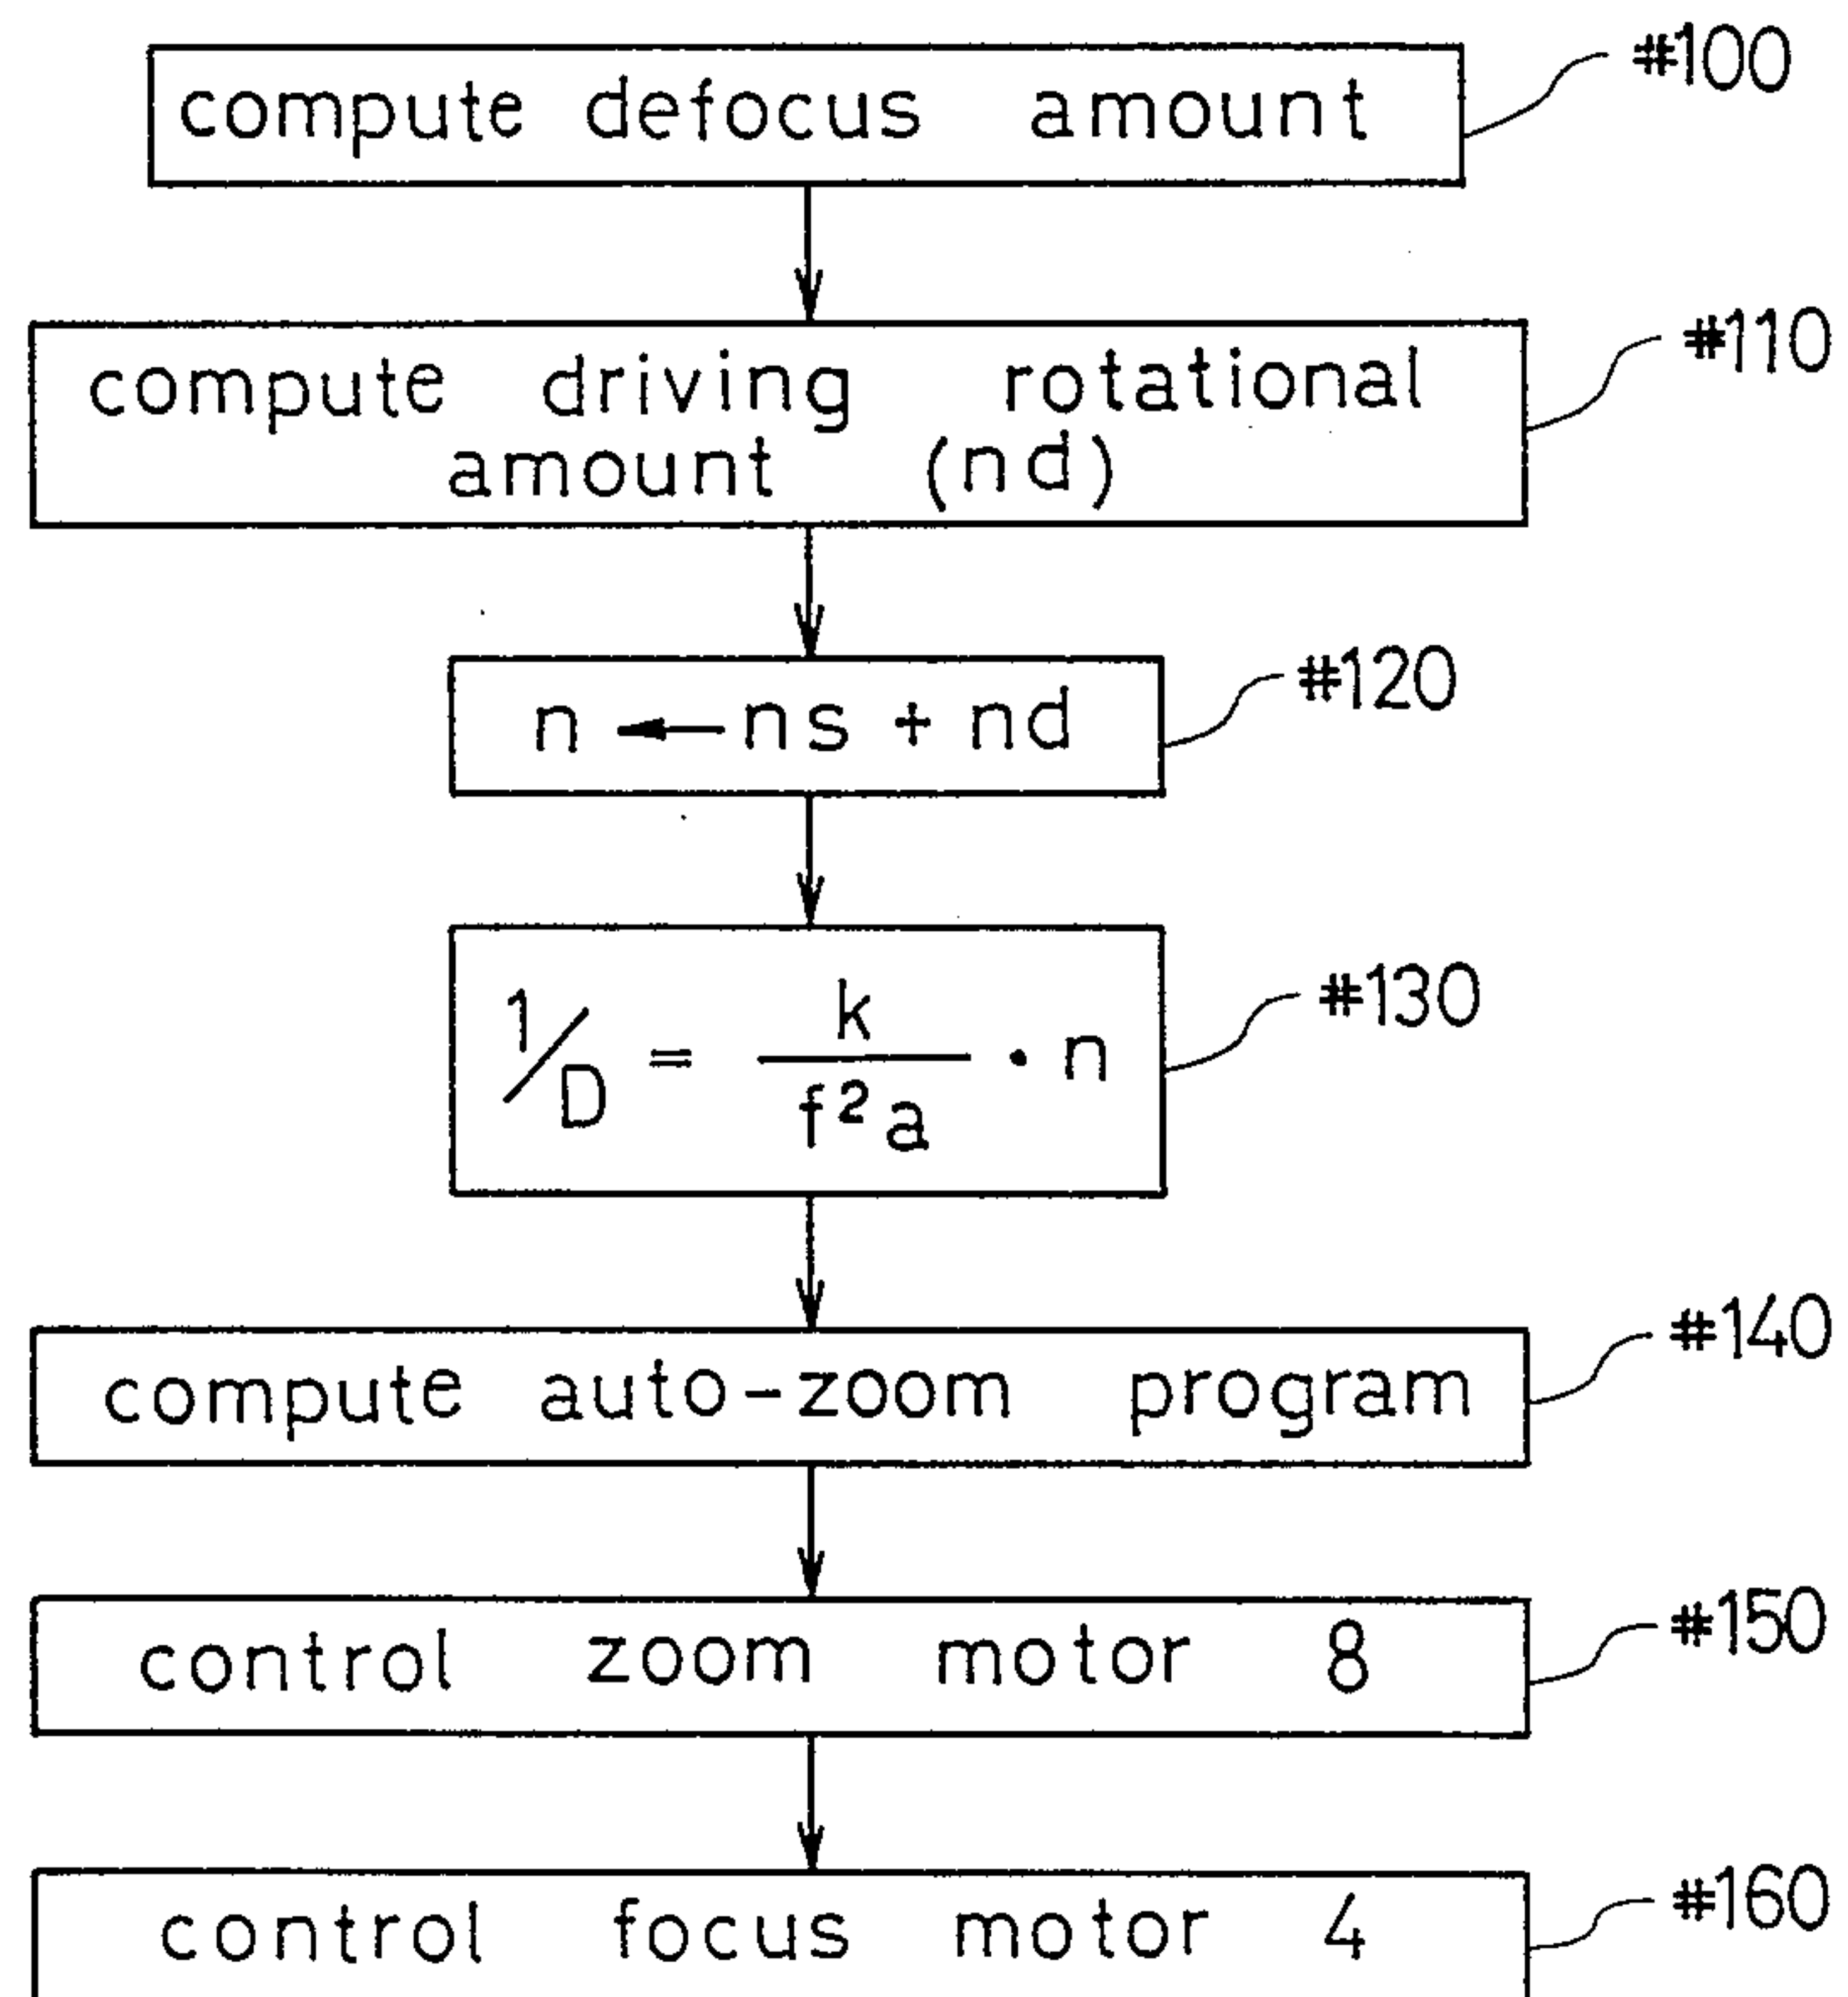 compute defocus amount
#100
compute driving rotational
amount (nd)
#110
n ← ns + nd
#120
1/D = k/f²a · n
#130
compute auto-zoom program
#140
control zoom motor 8
#150
control focus motor 4
#160